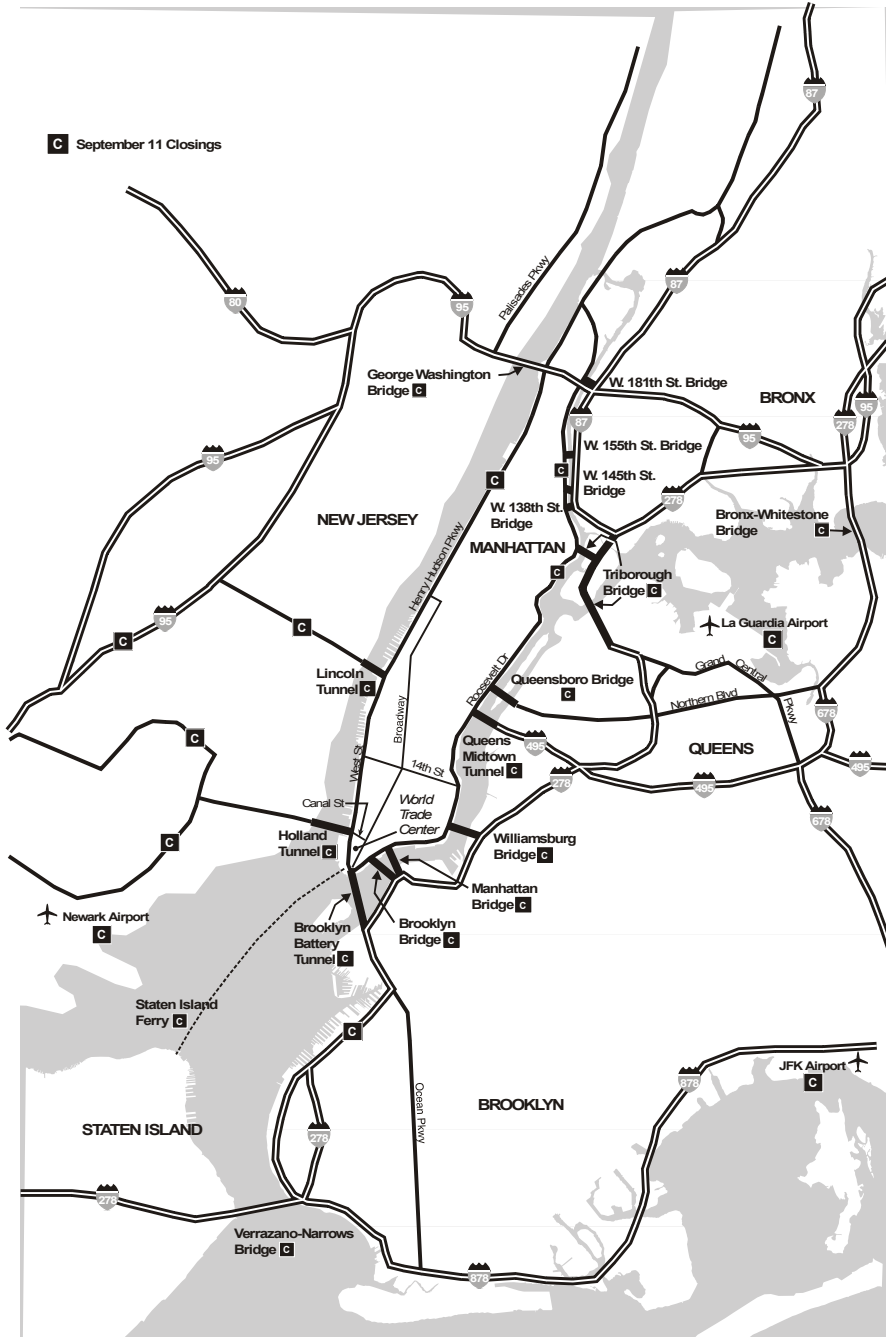 87
C September 11 Closings
80
95
Palisades Pkwy
87
George Washington
Bridge C
W. 181th St. Bridge
BRONX
95
278
87
95
95
W. 155th St. Bridge
C
W. 145th St.
Bridge
C
278
W. 138th St.
Bridge
NEW JERSEY
Bronx-Whitestone
Bridge C
MANHATTAN
Henry Hudson Pkwy
C
Triborough
Bridge C
La Guardia Airport
C
95
C
C
Lincoln
Tunnel C
Roosevelt Dr
Queensboro Bridge
C
Grand Central
Pkwy
Northern Blvd
678
Broadway
West St
C
Queens
Midtown
Tunnel C
495
QUEENS
495
14th St
278
495
Canal St
World
Trade
Center
678
Holland
Tunnel C
C
Williamsburg
Bridge C
Manhattan
Bridge C
Newark Airport
C
Brooklyn
Battery
Tunnel C
Brooklyn
Bridge C
Staten Island
Ferry C
C
JFK Airport
C
878
Ocean Pkwy
BROOKLYN
STATEN ISLAND
278
278
Verrazano-Narrows
Bridge C
878